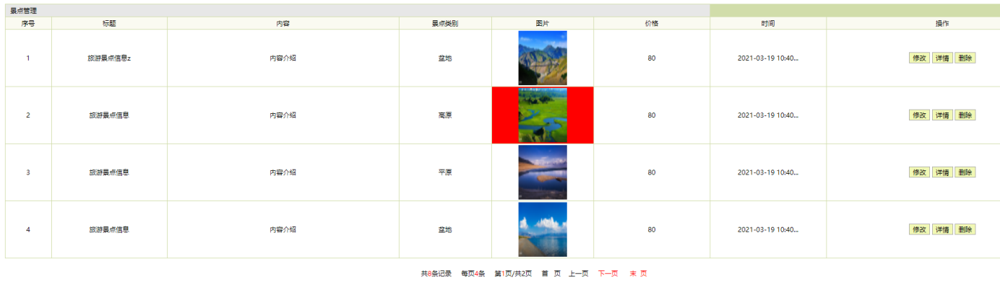 景点管理
序号 标题 内容 景点类别 图片 价格 时间 操作
1 旅游景点信息z 内容介绍 盆地 80 2021-03-19 10:40... 修改 详情 删除
2 旅游景点信息 内容介绍 高原 80 2021-03-19 10:40... 修改 详情 删除
3 旅游景点信息 内容介绍 平原 80 2021-03-19 10:40... 修改 详情 删除
4 旅游景点信息 内容介绍 盆地 80 2021-03-19 10:40... 修改 详情 删除
共8条记录 每页4条 第1页/共2页 首 页 上一页 下一页 末 页